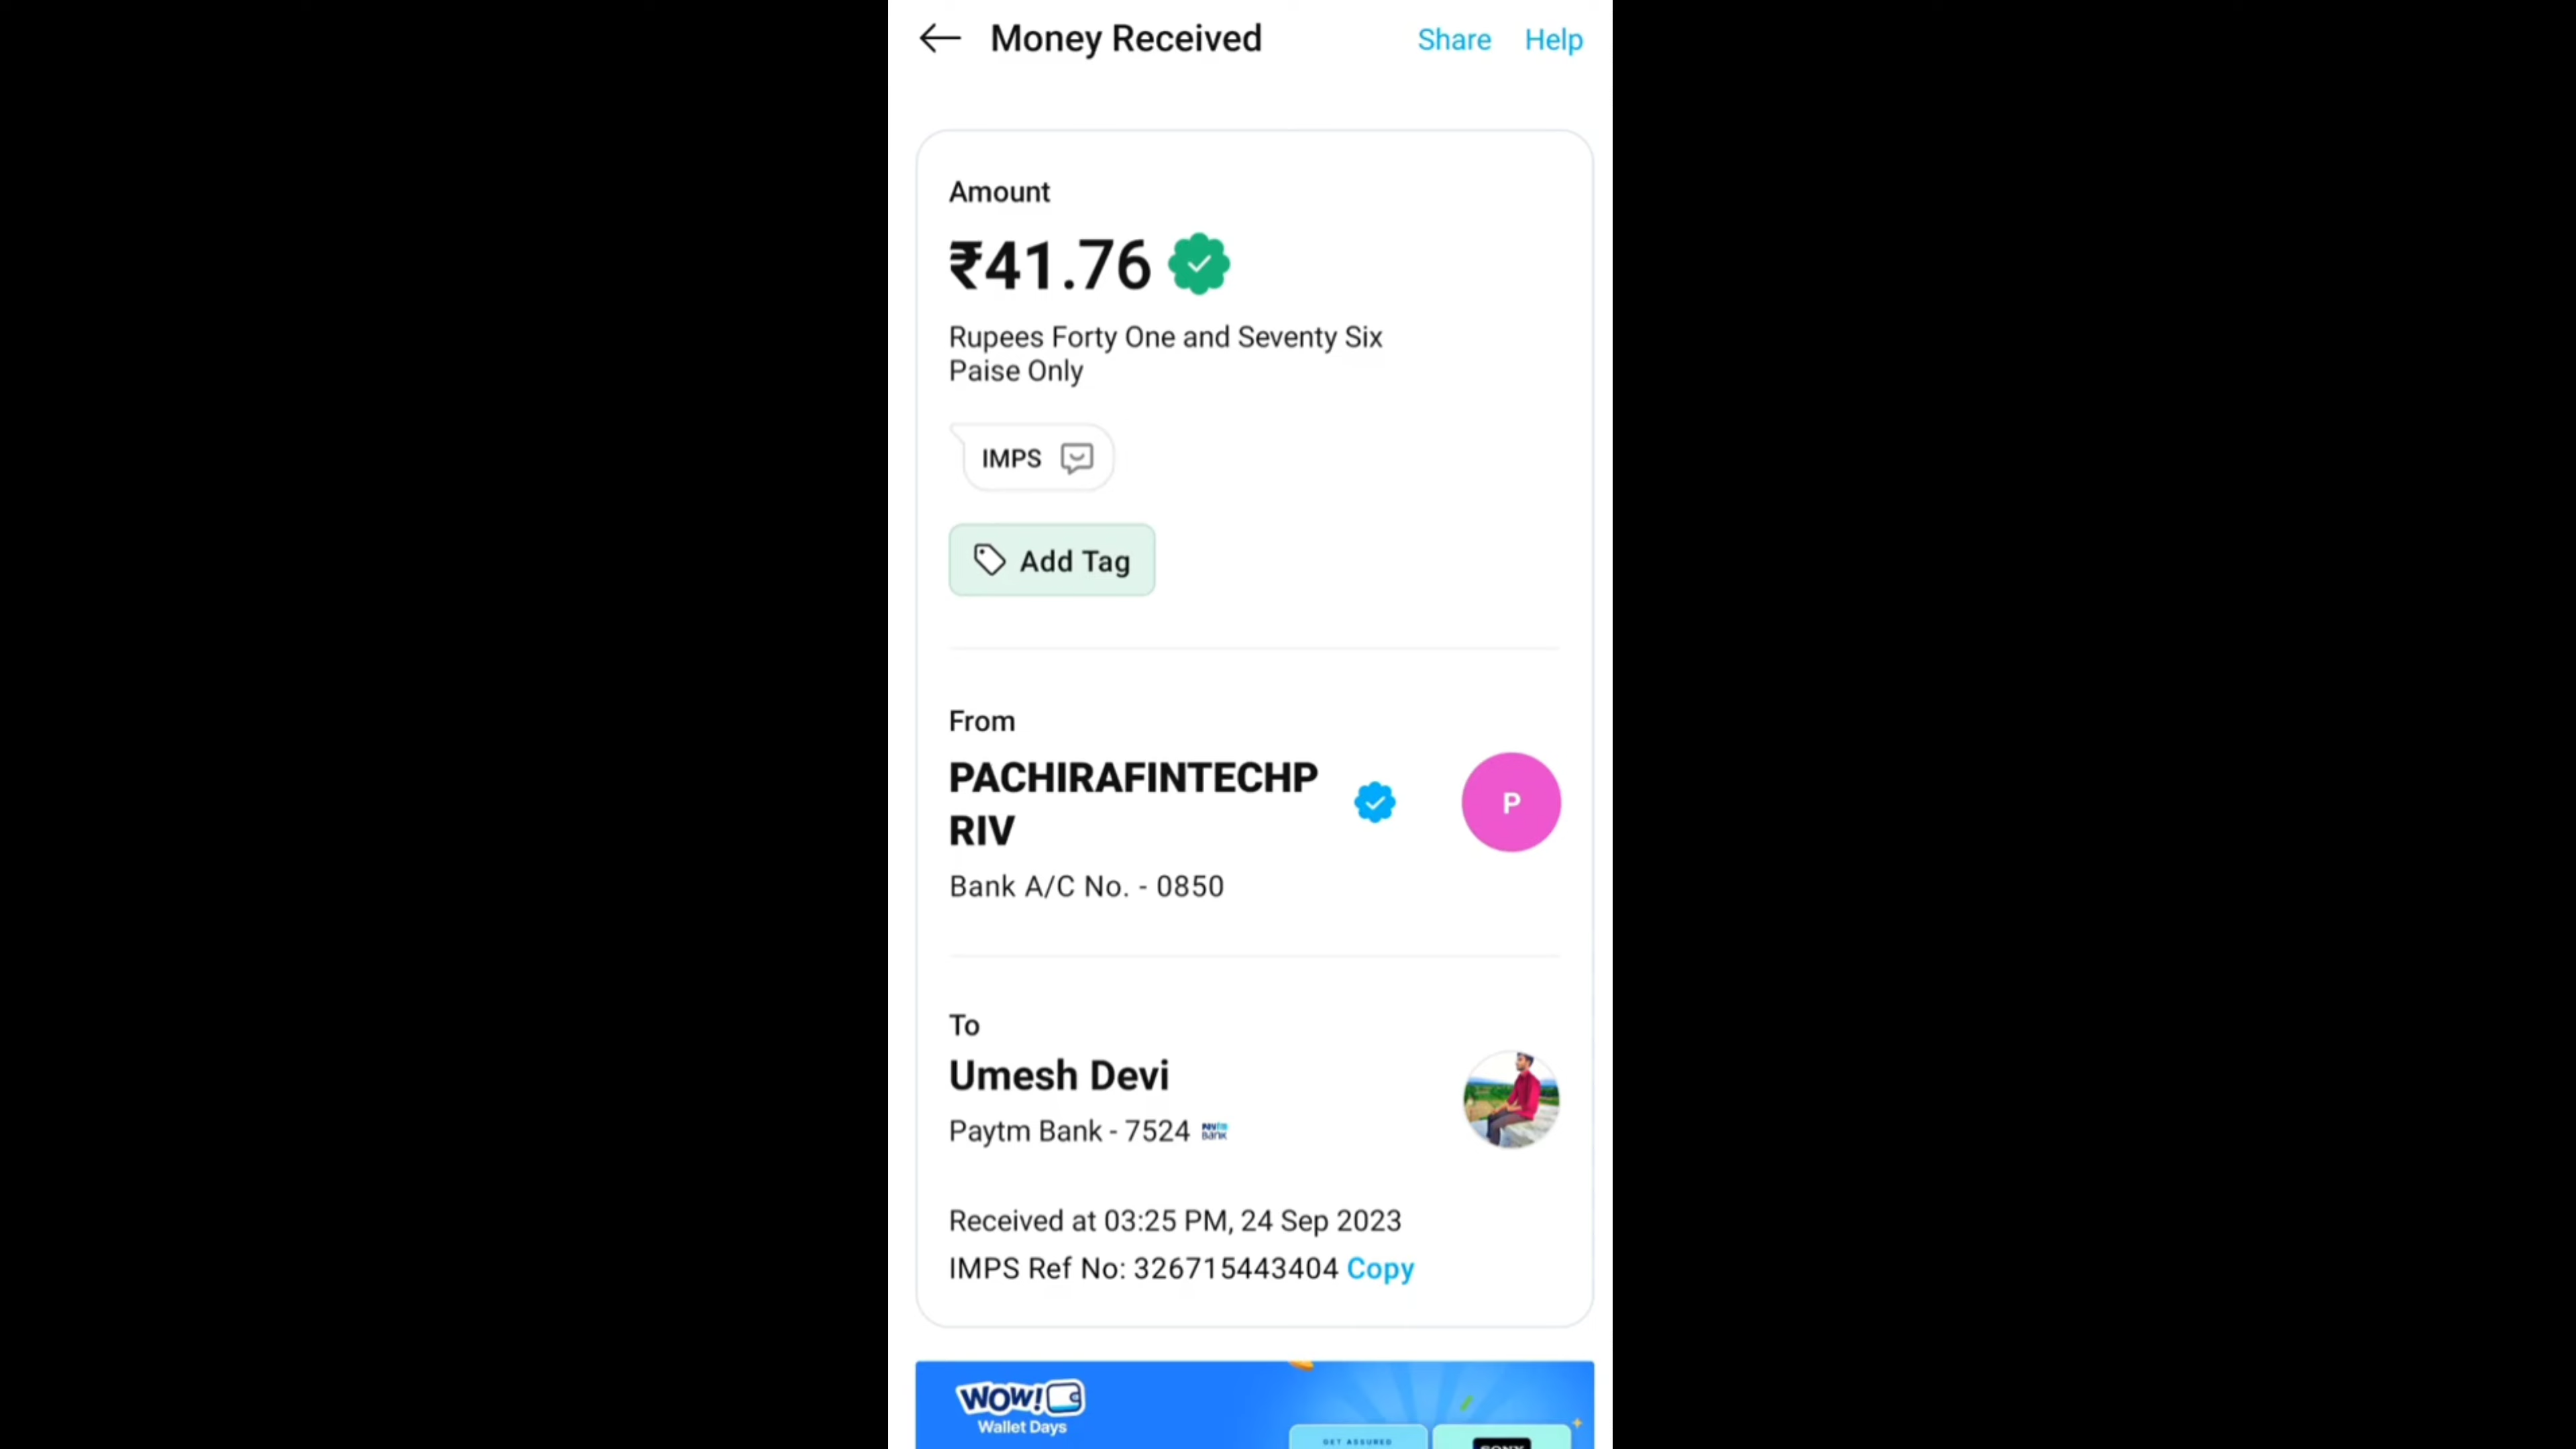 Money Received
Share Help
Amount
₹41.76
Rupees Forty One and Seventy Six
Paise Only
IMPS
Add Tag
From
PACHIRAFINTECHP
RIV
P
Bank A/C No. - 0850
To
Umesh Devi
Paytm Bank - 7524
Received at 03:25 PM, 24 Sep 2023
IMPS Ref No: 326715443404 Copy
WOW!
Wallet Days
GET ASSURED